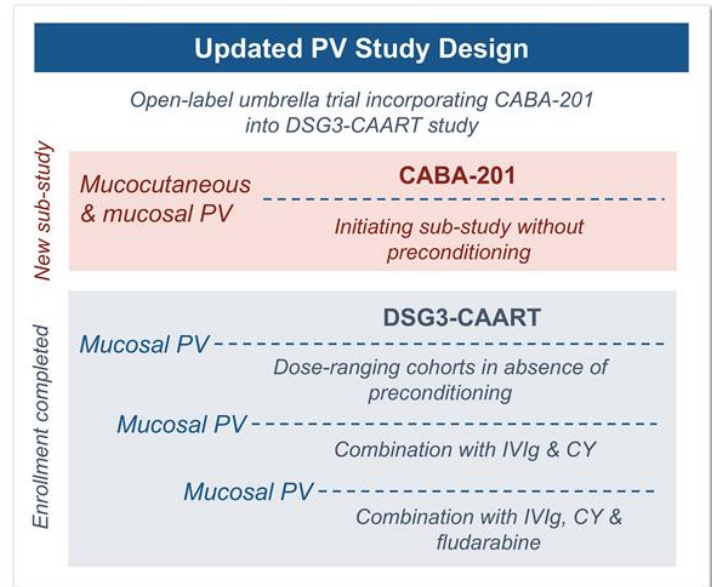 Updated PV Study Design
Open-label umbrella trial incorporating CABA-201
into DSG3-CAART study
New sub-study
Mucocutaneous
& mucosal PV
CABA-201
Initiating sub-study without
preconditioning
Enrollment completed
DSG3-CAART
Mucosal PV
Dose-ranging cohorts in absence of
preconditioning
Mucosal PV
Combination with IVIg & CY
Mucosal PV
Combination with IVIg, CY &
fludarabine